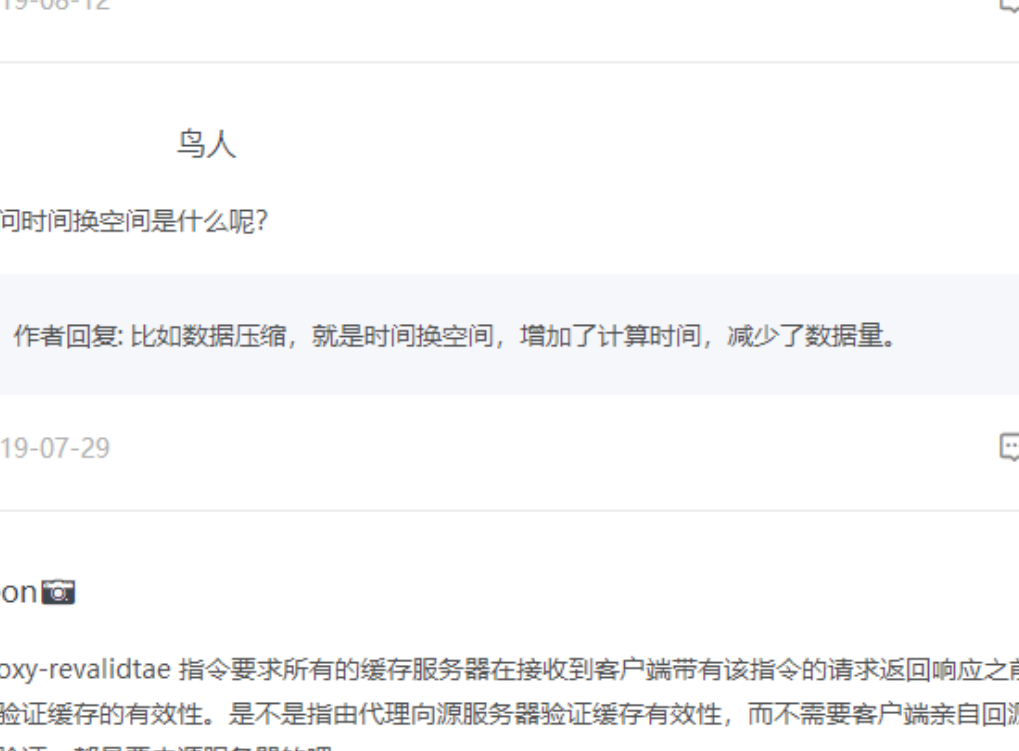 19-08-12
鸟人
问时间换空间是什么呢?
作者回复: 比如数据压缩，就是时间换空间，增加了计算时间，减少了数据量。
19-07-29
on
oxy-revalidtae 指令要求所有的缓存服务器在接收到客户端带有该指令的请求返回响应之前
验证缓存的有效性。是不是指由代理向源服务器验证缓存有效性，而不需要客户端亲自回源